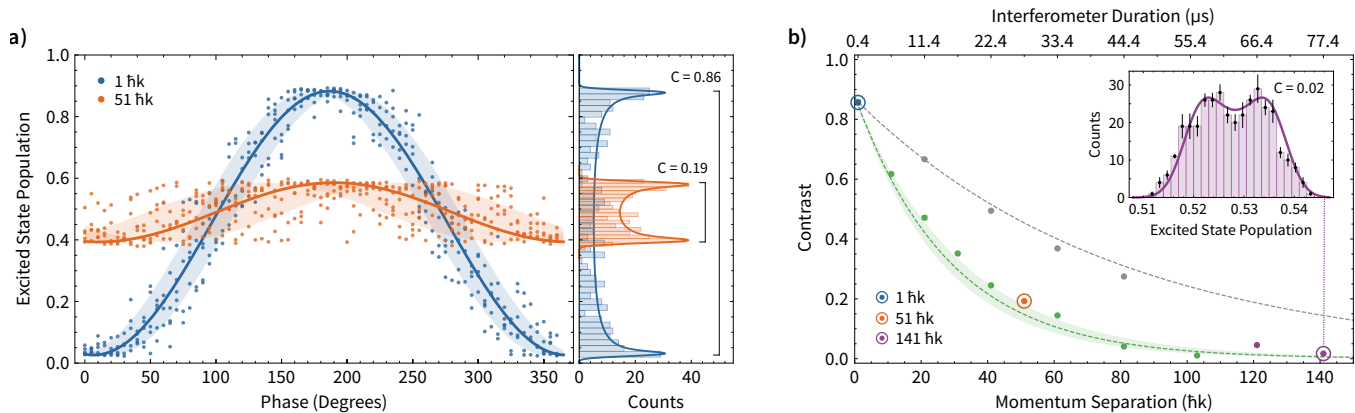 a)
Excited State Population
1.0
0.8
0.6
0.4
0.2
0.0
1 ħk
51 ħk
0 50 100 150 200 250 300 350
Phase (Degrees)
C = 0.86
C = 0.19
0 20 40
Counts
b)
Interferometer Duration (μs)
0.4 11.4 22.4 33.4 44.4 55.4 66.4 77.4
Contrast
1.0
0.8
0.6
0.4
0.2
0.0
1 ħk
51 ħk
141 ħk
0 20 40 60 80 100 120 140
Momentum Separation (ħk)
C = 0.02
Counts
30
20
10
0
0.51 0.52 0.53 0.54
Excited State Population